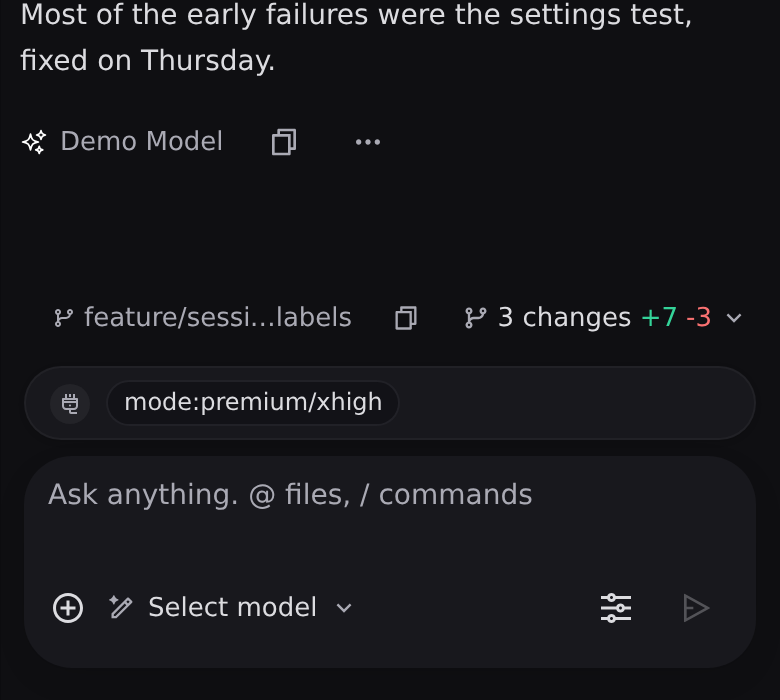 Most of the early failures were the settings test,
fixed on Thursday.
Demo Model
feature/sessi...labels 3 changes +7 -3
mode:premium/xhigh
Ask anything. @ files, / commands
Select model